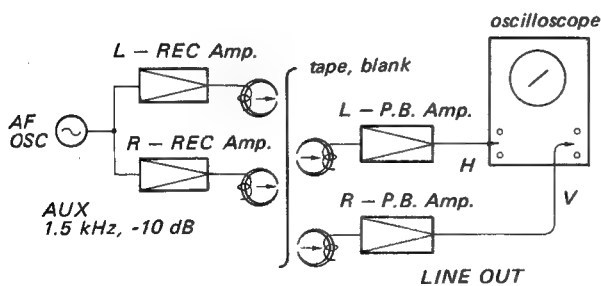 oscilloscope
L – REC Amp.
tape, blank
L – P.B. Amp.
AF
OSC
R – REC Amp.
H
R – P.B. Amp.
V
AUX
1.5 kHz, -10 dB
LINE OUT